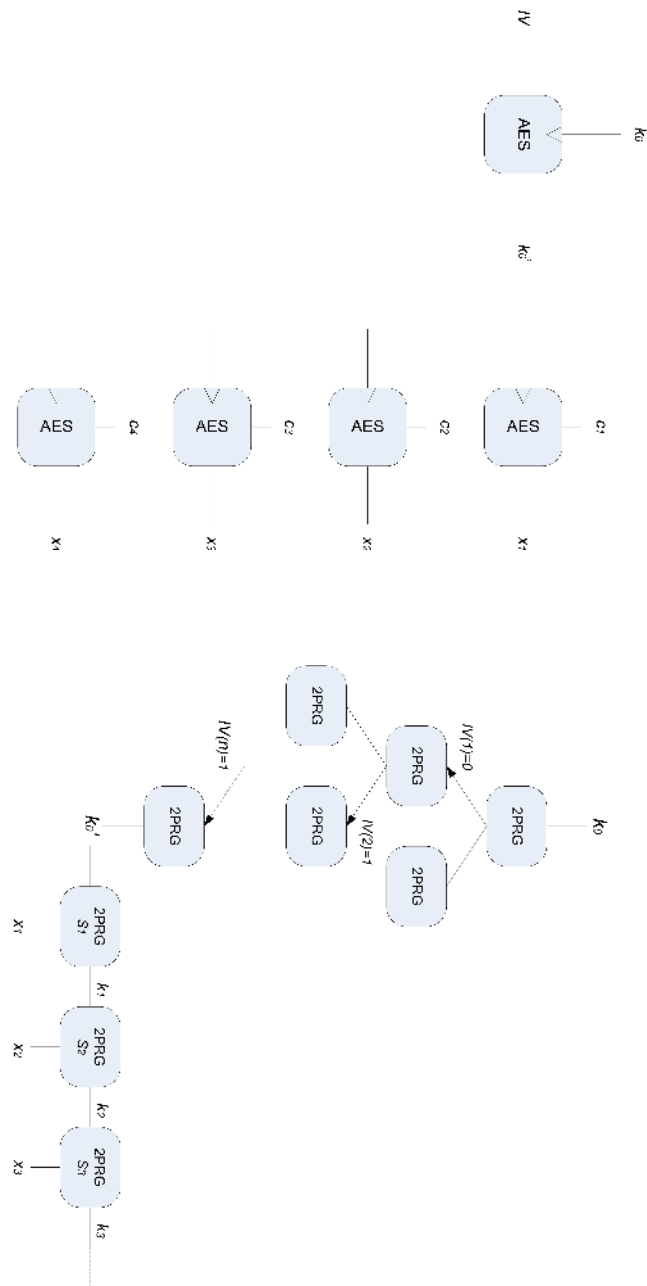 IV
k0
AES
k0'
C4
C3
C2
C1
AES
AES
AES
AES
x4
x3
x2
x1
k0
2PRG
IV(1)=0
2PRG
2PRG
IV(2)=1
2PRG
2PRG
IV(n)=1
2PRG
k0'
2PRG
S1
k1
2PRG
S2
k2
2PRG
S3
k3
x1
x2
x3